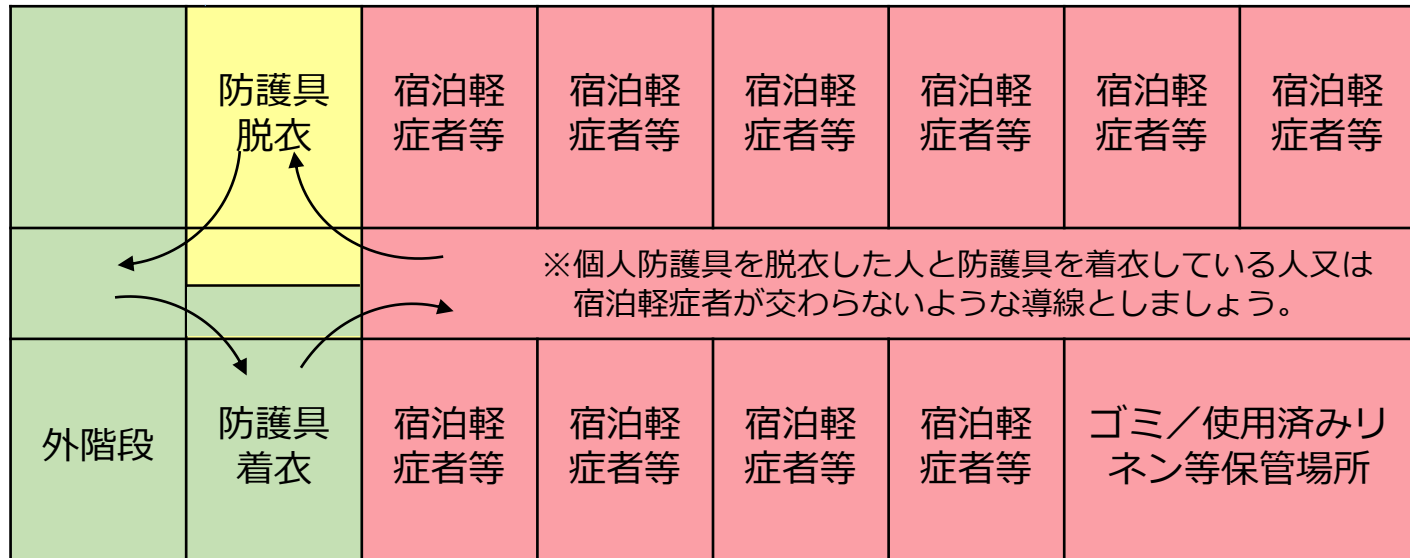 防護具
脱衣
宿泊軽
症者等
宿泊軽
症者等
宿泊軽
症者等
宿泊軽
症者等
宿泊軽
症者等
宿泊軽
症者等
※個人防護具を脱衣した人と防護具を着衣している人又は
宿泊軽症者が交わらないような導線としましょう。
外階段
防護具
着衣
宿泊軽
症者等
宿泊軽
症者等
宿泊軽
症者等
宿泊軽
症者等
ゴミ／使用済みリ
ネン等保管場所